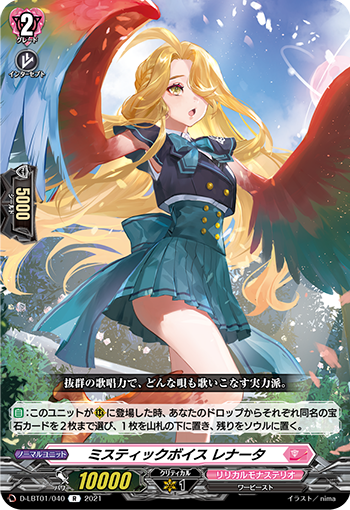 2
グレード
インターセプト
5000
シールド
抜群の歌唱力で、どんな唄も歌いこなす実力派。
自:このユニットがRに登場した時、あなたのドロップからそれぞれ同名の宝
石カードを2枚まで選び、1枚を山札の下に置き、残りをソウルに置く。
ノーマルユニット
ミスティックボイス レナータ
リリカルモナステリオ
パワー 10000
クリティカル
1
ワービースト
D-LBT01/040 R 2021
イラスト/nima